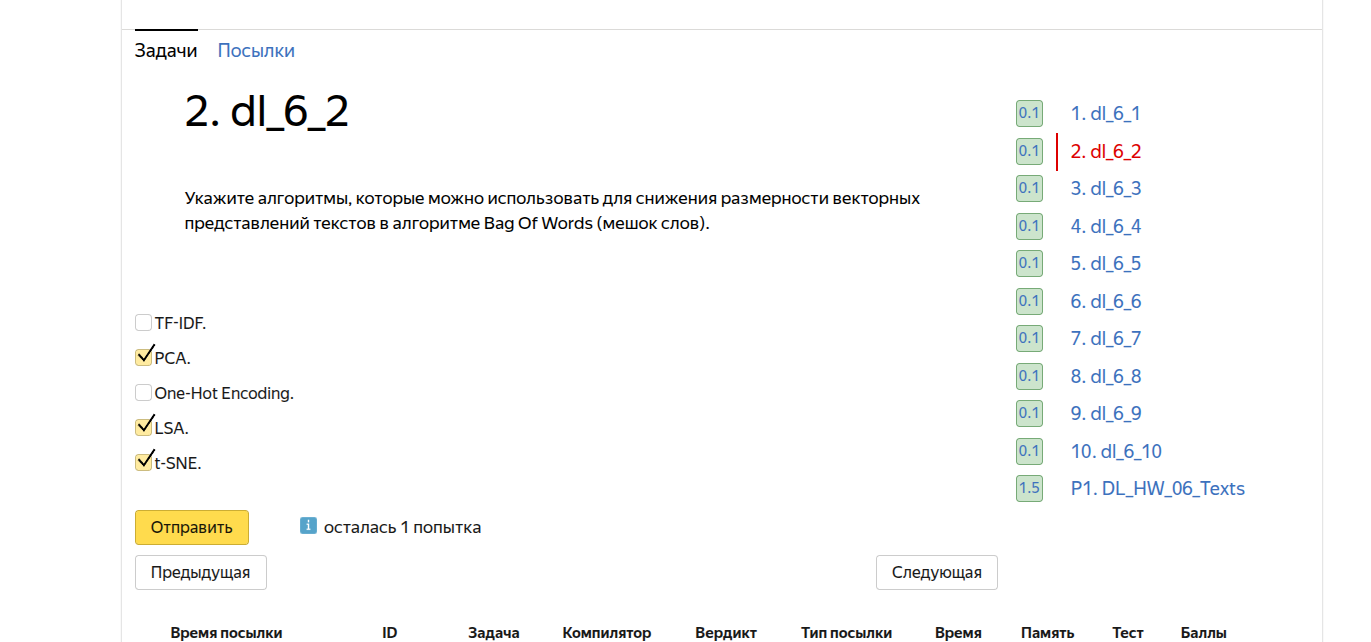 Задачи Посылки
2. dl_6_2
Укажите алгоритмы, которые можно использовать для снижения размерности векторных
представлений текстов в алгоритме Bag Of Words (мешок слов).
TF-IDF.
PCA.
One-Hot Encoding.
LSA.
t-SNE.
Отправить i осталась 1 попытка
Предыдущая Следующая
0.1 1. dl_6_1
0.1 2. dl_6_2
0.1 3. dl_6_3
0.1 4. dl_6_4
0.1 5. dl_6_5
0.1 6. dl_6_6
0.1 7. dl_6_7
0.1 8. dl_6_8
0.1 9. dl_6_9
0.1 10. dl_6_10
1.5 P1. DL_HW_06_Texts
Время посылки ID Задача Компилятор Вердикт Тип посылки Время Память Тест Баллы